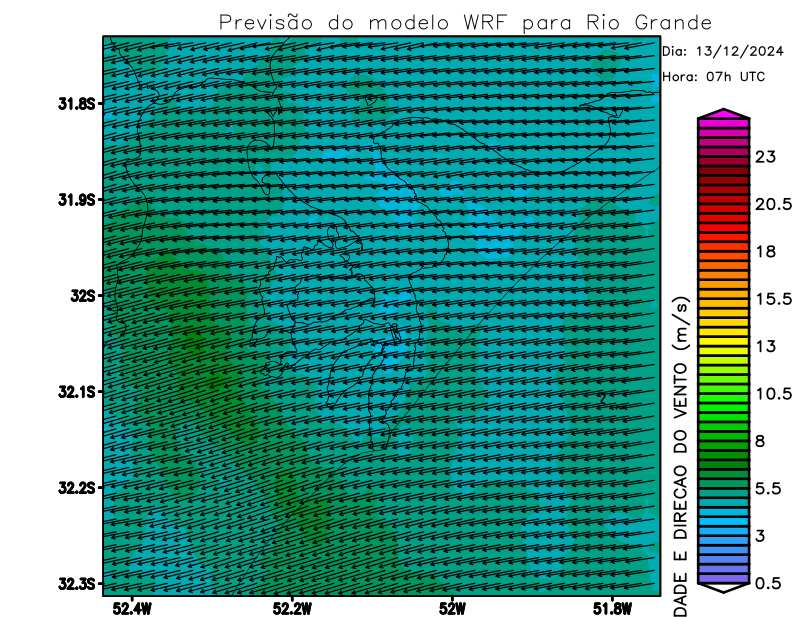 Previsão do modelo WRF para Rio Grande
Dia: 13/12/2024
Hora: 07h UTC
31.8S
31.9S
32S
32.1S
32.2S
32.3S
52.4W
52.2W
52W
51.8W
23
20.5
18
15.5
13
10.5
8
5.5
3
0.5
DADE E DIRECAO DO VENTO (m/s)
2